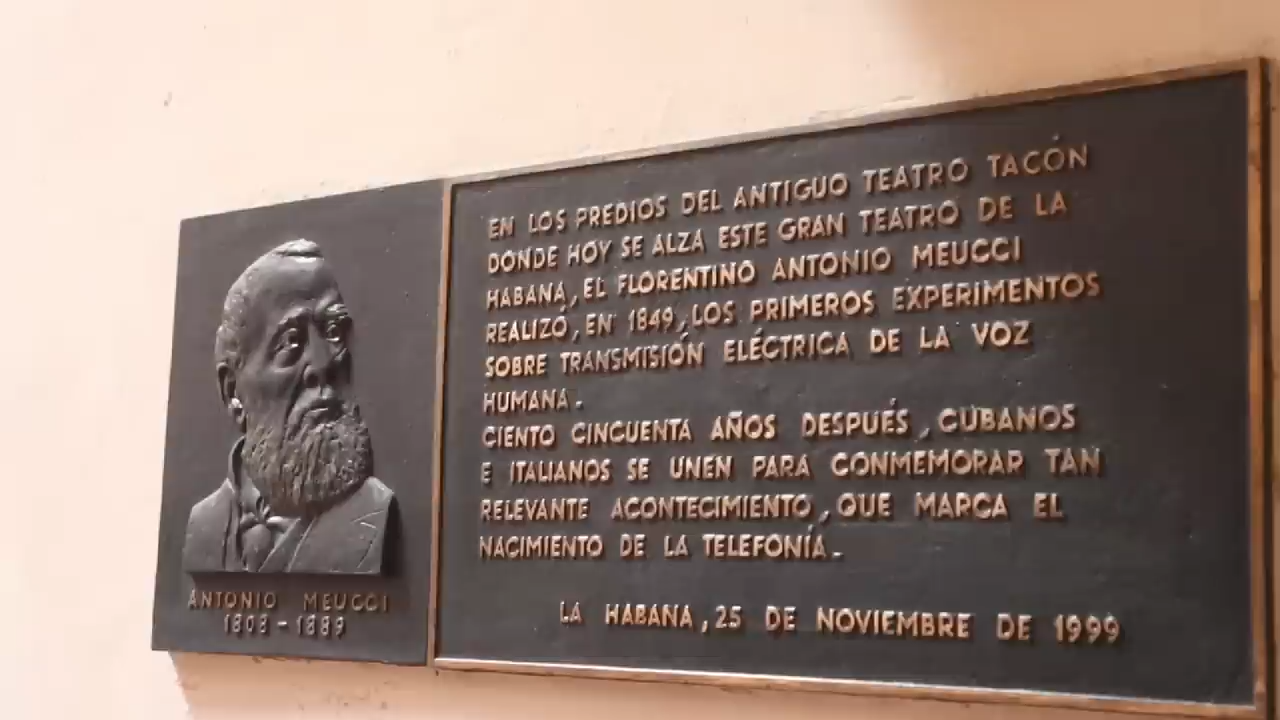 ANTONIO MEUCCI
1808-1889
EN LOS PREDIOS DEL ANTIGUO TEATRO TACÓN
DONDE HOY SE ALZA ESTE GRAN TEATRO DE LA
HABANA, EL FLORENTINO ANTONIO MEUCCI
REALIZÓ, EN 1849, LOS PRIMEROS EXPERIMENTOS
SOBRE TRANSMISIÓN ELÉCTRICA DE LA VOZ
HUMANA.
CIENTO CINCUENTA AÑOS DESPUÉS, CUBANOS
E ITALIANOS SE UNEN PARA CONMEMORAR TAN
RELEVANTE ACONTECIMIENTO, QUE MARCA EL
NACIMIENTO DE LA TELEFONÍA.
LA HABANA, 25 DE NOVIEMBRE DE 1999